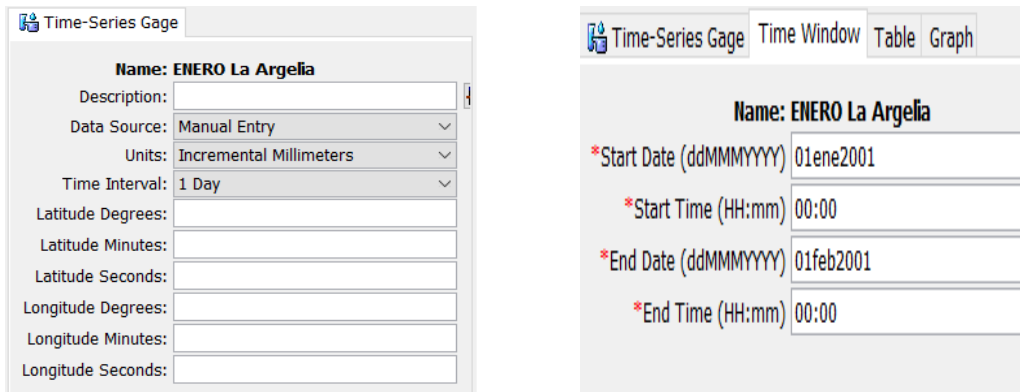 Time-Series Gage
Name: ENERO La Argelia
Description:
Data Source: Manual Entry
Units: Incremental Millimeters
Time Interval: 1 Day
Latitude Degrees:
Latitude Minutes:
Latitude Seconds:
Longitude Degrees:
Longitude Minutes:
Longitude Seconds:
Time-Series Gage Time Window Table Graph
Name: ENERO La Argelia
*Start Date (ddMMMYYYY) 01ene2001
*Start Time (HH:mm) 00:00
*End Date (ddMMMYYYY) 01feb2001
*End Time (HH:mm) 00:00